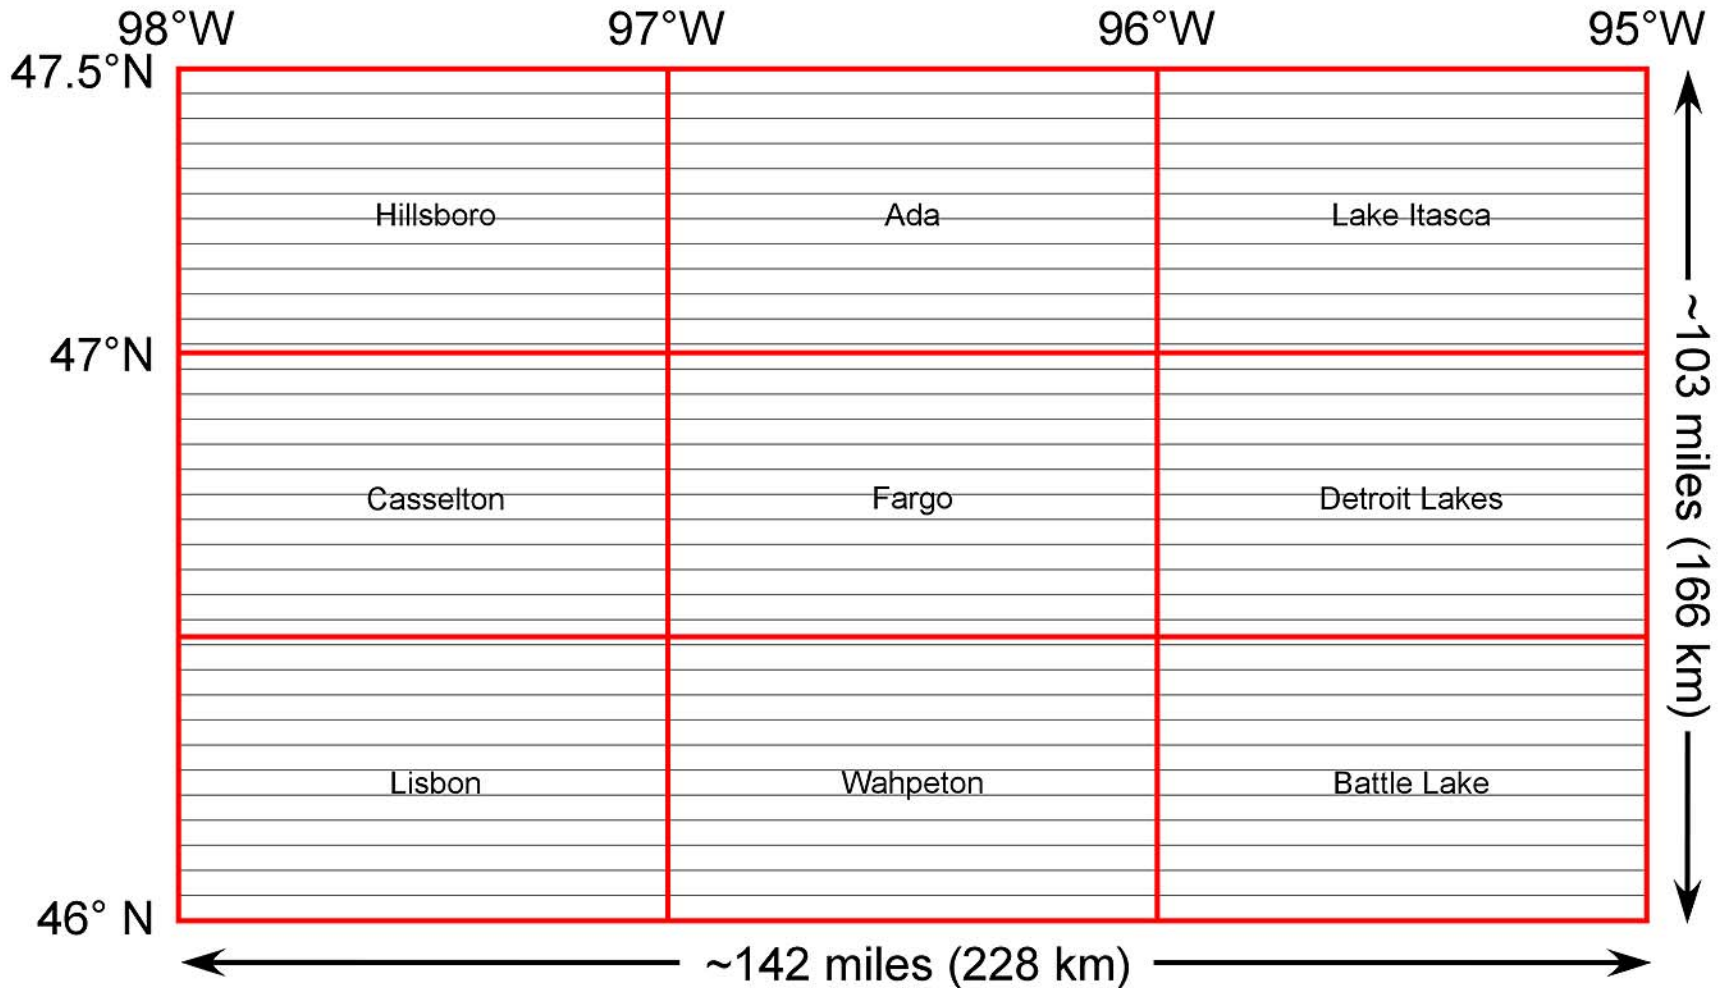 98°W 97°W 96°W 95°W
47.5°N
Hillsboro Ada Lake Itasca
47°N
Casselton Fargo Detroit Lakes
~103 miles (166 km)
Lisbon Wahpeton Battle Lake
46° N
~142 miles (228 km)